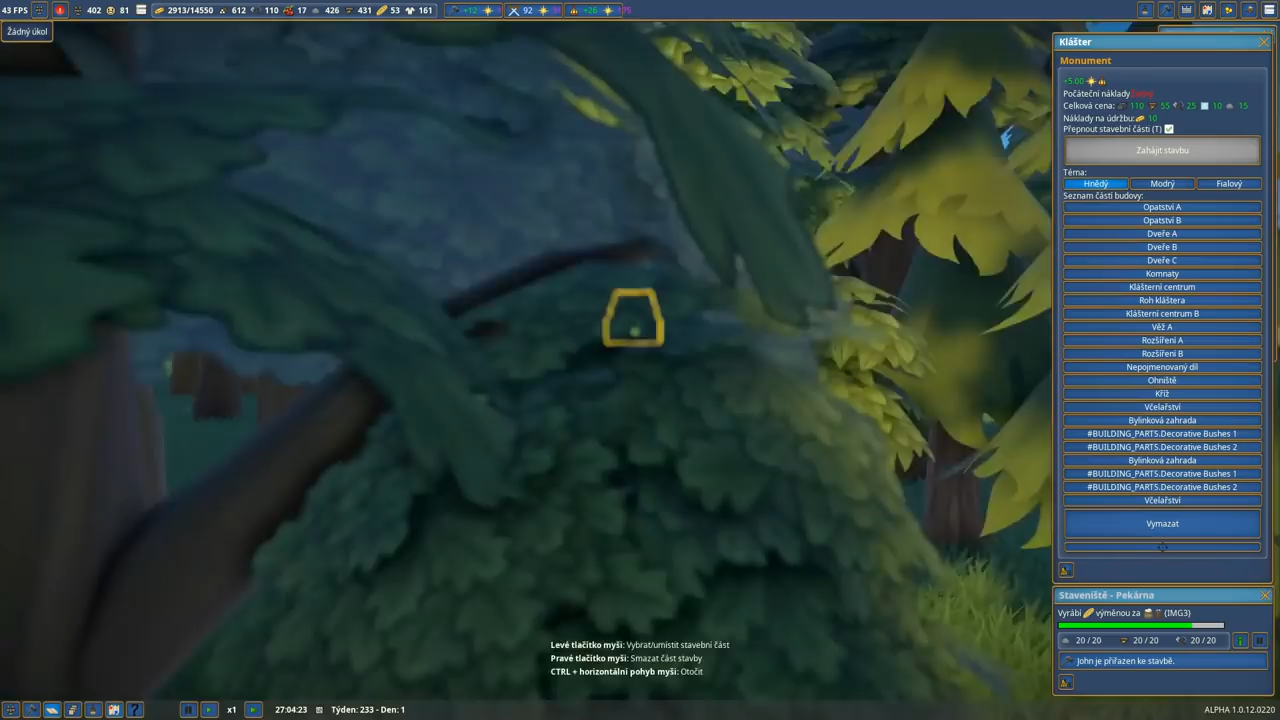 43 FPS 402 81 2913/14550 612 110 17 426 431 53 161 +12 92 +26
Žádný úkol
Klášter
Monument
+5.00
Počáteční náklady
Celková cena: 110 55 25 10 15
Náklady na údržbu: 10
Přepnout stavební části (T)
Zahájit stavbu
Téma:
Hnědý Modrý Fialový
Seznam částí budovy:
Opatství A
Opatství B
Dveře A
Dveře B
Dveře C
Komnaty
Klášterní centrum
Roh kláštera
Klášterní centrum B
Věž A
Rozšíření A
Rozšíření B
Nepojmenovaný díl
Ohniště
Kříž
Včelařství
Bylinková zahrada
#BUILDING_PARTS.Decorative Bushes 1
#BUILDING_PARTS.Decorative Bushes 2
Bylinková zahrada
#BUILDING_PARTS.Decorative Bushes 1
#BUILDING_PARTS.Decorative Bushes 2
Včelařství
Vymazat
Staveniště - Pekárna
Vyrábí výměnou za (IMG3)
20 / 20 20 / 20 20 / 20
John je přiřazen ke stavbě.
Levé tlačítko myši: Vybrat/umístit stavební část
Pravé tlačítko myši: Smazat část stavby
CTRL + horizontální pohyb myší: Otočit
x1 27:04:23 Týden: 233 - Den: 1
ALPHA 1.0.12.0220